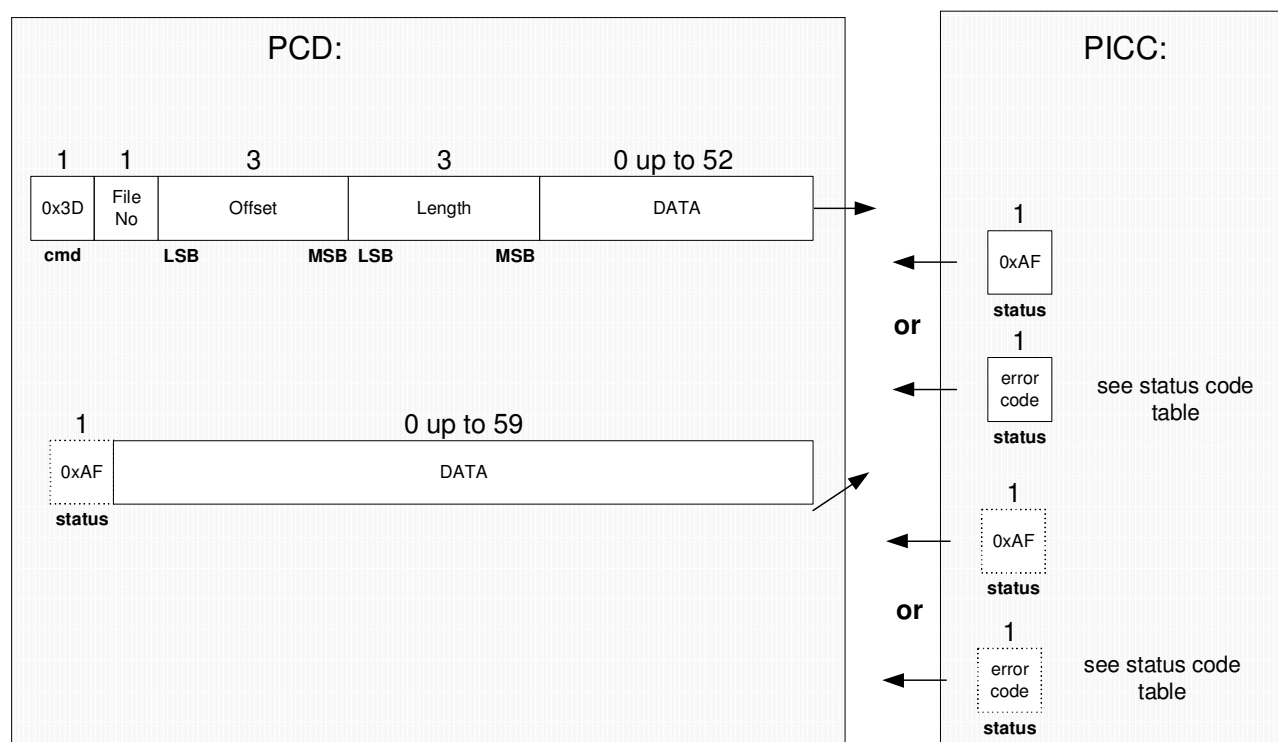 PCD:
PICC:
1 1 3 3 0 up to 52
0x3D File No Offset Length DATA
cmd LSB MSB LSB MSB
1
0xAF
status
or
1
error
code
status
see status code
table
1 0 up to 59
0xAF DATA
status
1
0xAF
status
or
1
error
code
status
see status code
table